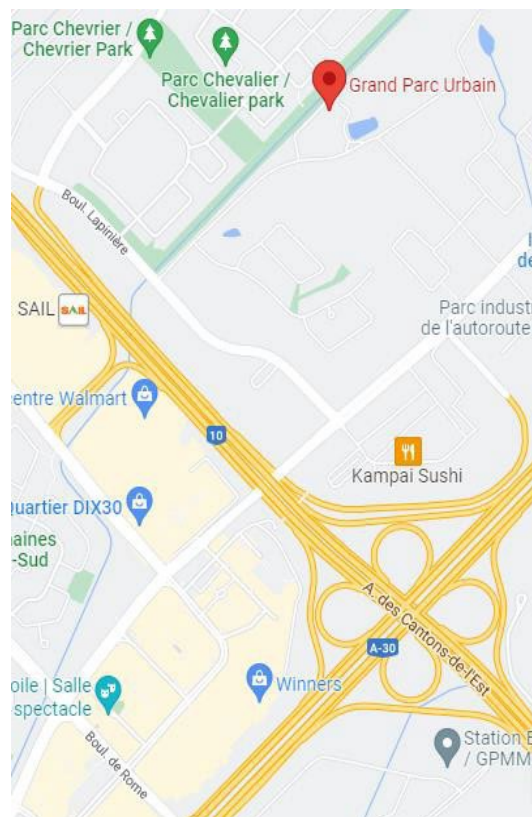 Parc Chevrier /
Chevrier Park
Parc Chevalier /
Chevalier park
Grand Parc Urbain
Boul. Lapinière
SAIL
SAIL
Parc industri
de l'autoroute
entre Walmart
10
Kampai Sushi
Quartier DIX30
aines
-Sud
A. des Cantons-de-l'Est
A-30
oile | Salle
spectacle
Winners
Boul. de Rome
Station E
/ GPMM